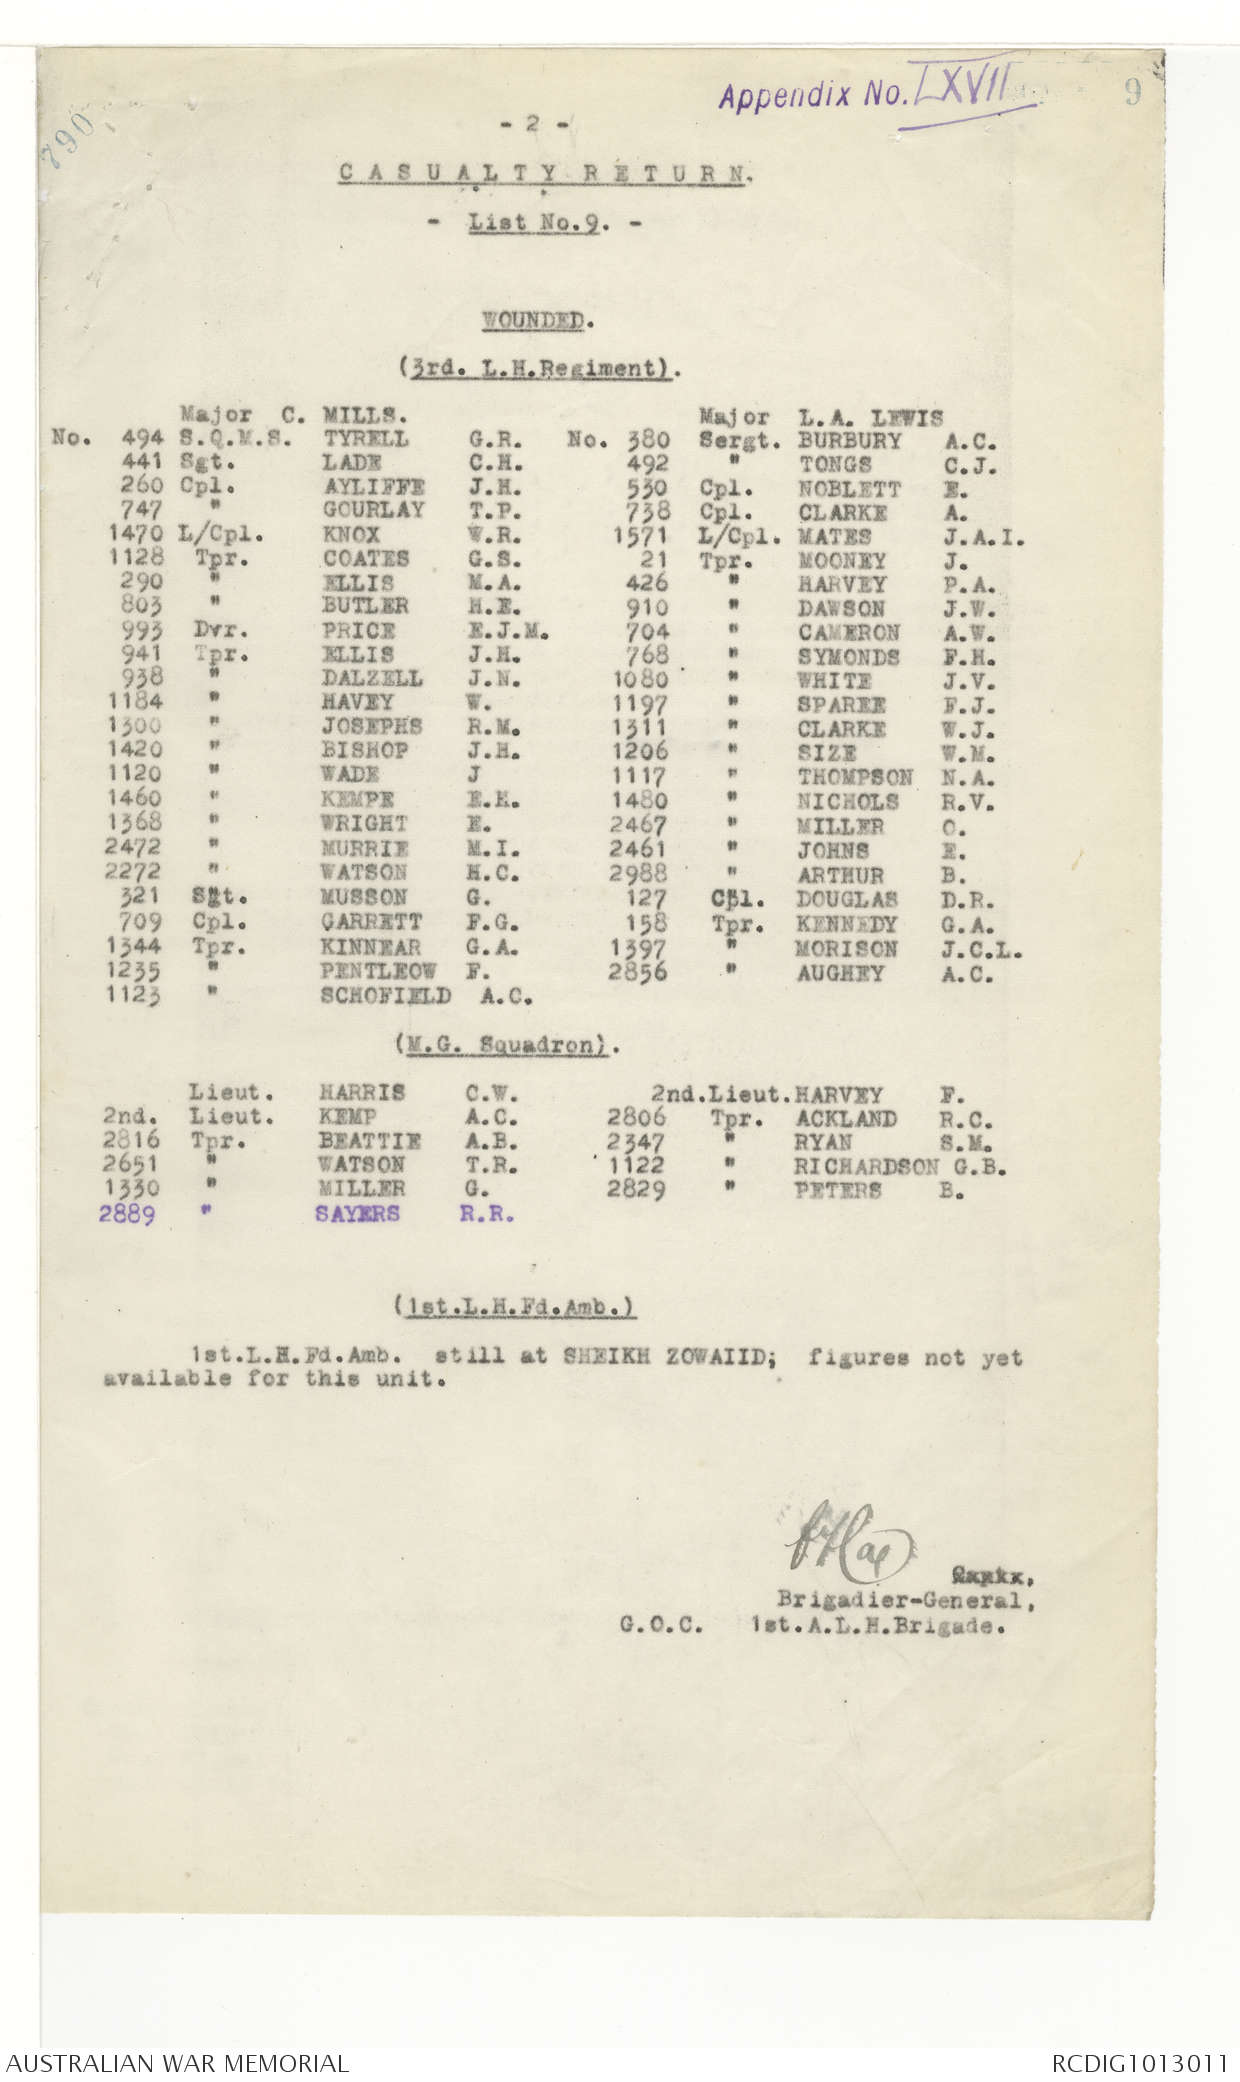 Appendix No. LXVII
9
790
- 2 -
CASUALTY RETURN.
- List No.9. -
WOUNDED.
(3rd. L.H.Regiment).
Major C. MILLS. Major L.A. LEWIS
No. 494 S.Q.M.S. TYRELL G.R. No. 380 Sergt. BURBURY A.C.
441 Sgt. LADE C.H. 492 " TONGS C.J.
260 Cpl. AYLIFFE J.H. 530 Cpl. NOBLETT E.
747 " GOURLAY T.P. 738 Cpl. CLARKE A.
1470 L/Cpl. KNOX W.R. 1571 L/Cpl. MATES J.A.I.
1128 Tpr. COATES G.S. 21 Tpr. MOONEY J.
290 " ELLIS M.A. 426 " HARVEY P.A.
803 " BUTLER H.E. 910 " DAWSON J.W.
993 Dvr. PRICE E.J.M. 704 " CAMERON A.W.
941 Tpr. ELLIS J.H. 768 " SYMONDS F.H.
938 " DALZELL J.N. 1080 " WHITE J.V.
1184 " HAVEY W. 1197 " SPAREE F.J.
1300 " JOSEPHS R.M. 1311 " CLARKE W.J.
1420 " BISHOP J.H. 1206 " SIZE W.M.
1120 " WADE J 1117 " THOMPSON N.A.
1460 " KEMPE E.H. 1480 " NICHOLS R.V.
1368 " WRIGHT E. 2467 " MILLER O.
2472 " MURRIE M.I. 2461 " JOHNS E.
2272 " WATSON H.C. 2988 " ARTHUR B.
321 Sgt. MUSSON G. 127 Cpl. DOUGLAS D.R.
709 Cpl. GARRETT F.G. 158 Tpr. KENNEDY G.A.
1344 Tpr. KINNEAR G.A. 1397 " MORISON J.C.L.
1235 " PENTLEOW F. 2856 " AUGHEY A.C.
1123 " SCHOFIELD A.C.
(M.G. Squadron).
Lieut. HARRIS C.W. 2nd.Lieut. HARVEY F.
2nd. Lieut. KEMP A.C. 2806 Tpr. ACKLAND R.C.
2816 Tpr. BEATTIE A.B. 2347 " RYAN S.M.
2651 " WATSON T.R. 1122 " RICHARDSON G.B.
1330 " MILLER G. 2829 " PETERS B.
2889 " SAYERS R.R.
(1st.L.H.Fd.Amb.)
1st.L.H.Fd.Amb. still at SHEIKH ZOWAIID; figures not yet
available for this unit.
Brigadier-General,
G.O.C. 1st.A.L.H.Brigade.
AUSTRALIAN WAR MEMORIAL
RCDIG1013011